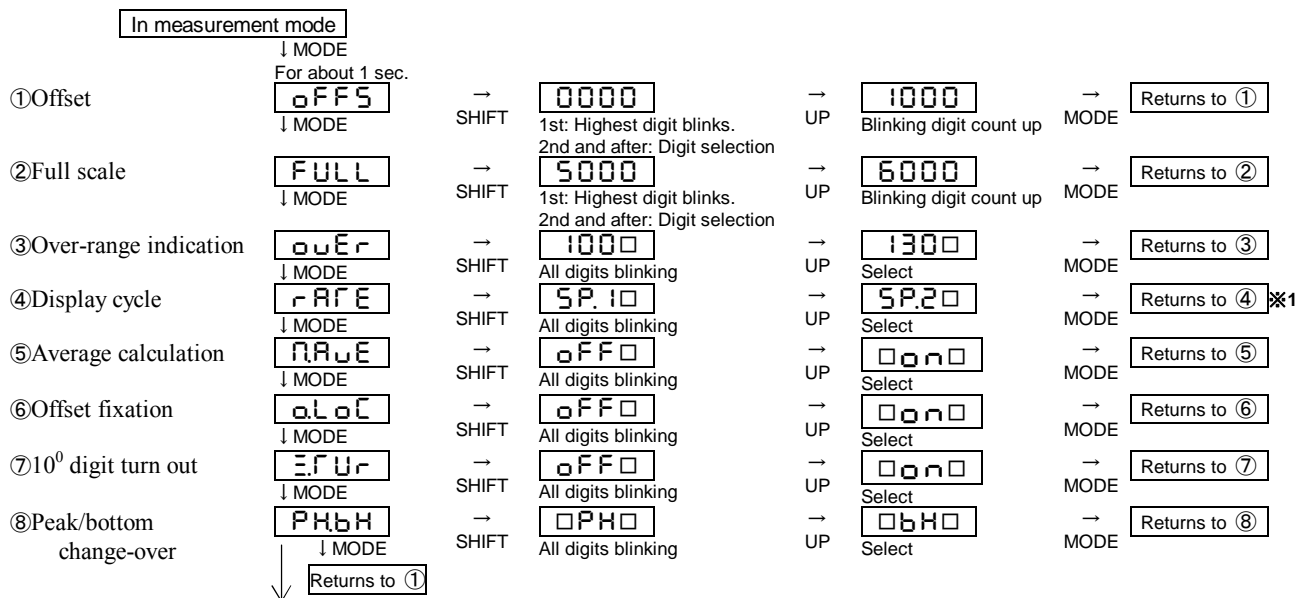 In measurement mode
↓ MODE
For about 1 sec.
①Offset oFFS → SHIFT 0000 → UP 1000 → MODE Returns to ①
↓ MODE 1st: Highest digit blinks. Blinking digit count up
2nd and after: Digit selection
②Full scale FULL → SHIFT 5000 → UP 6000 → MODE Returns to ②
↓ MODE 1st: Highest digit blinks. Blinking digit count up
2nd and after: Digit selection
③Over-range indication ovEr → SHIFT 100□ → UP 130□ → MODE Returns to ③
↓ MODE All digits blinking Select
④Display cycle rATE → SHIFT SP.1□ → UP SP.2□ → MODE Returns to ④ ※1
↓ MODE All digits blinking Select
⑤Average calculation M.AvE → SHIFT oFF□ → UP □on□ → MODE Returns to ⑤
↓ MODE All digits blinking Select
⑥Offset fixation o.LoC → SHIFT oFF□ → UP □on□ → MODE Returns to ⑥
↓ MODE All digits blinking Select
⑦10⁰ digit turn out Ξ.TUr → SHIFT oFF□ → UP □on□ → MODE Returns to ⑦
↓ MODE All digits blinking Select
⑧Peak/bottom PH.bH → SHIFT □PH□ → UP □bH□ → MODE Returns to ⑧
change-over ↓ MODE All digits blinking Select
Returns to ①